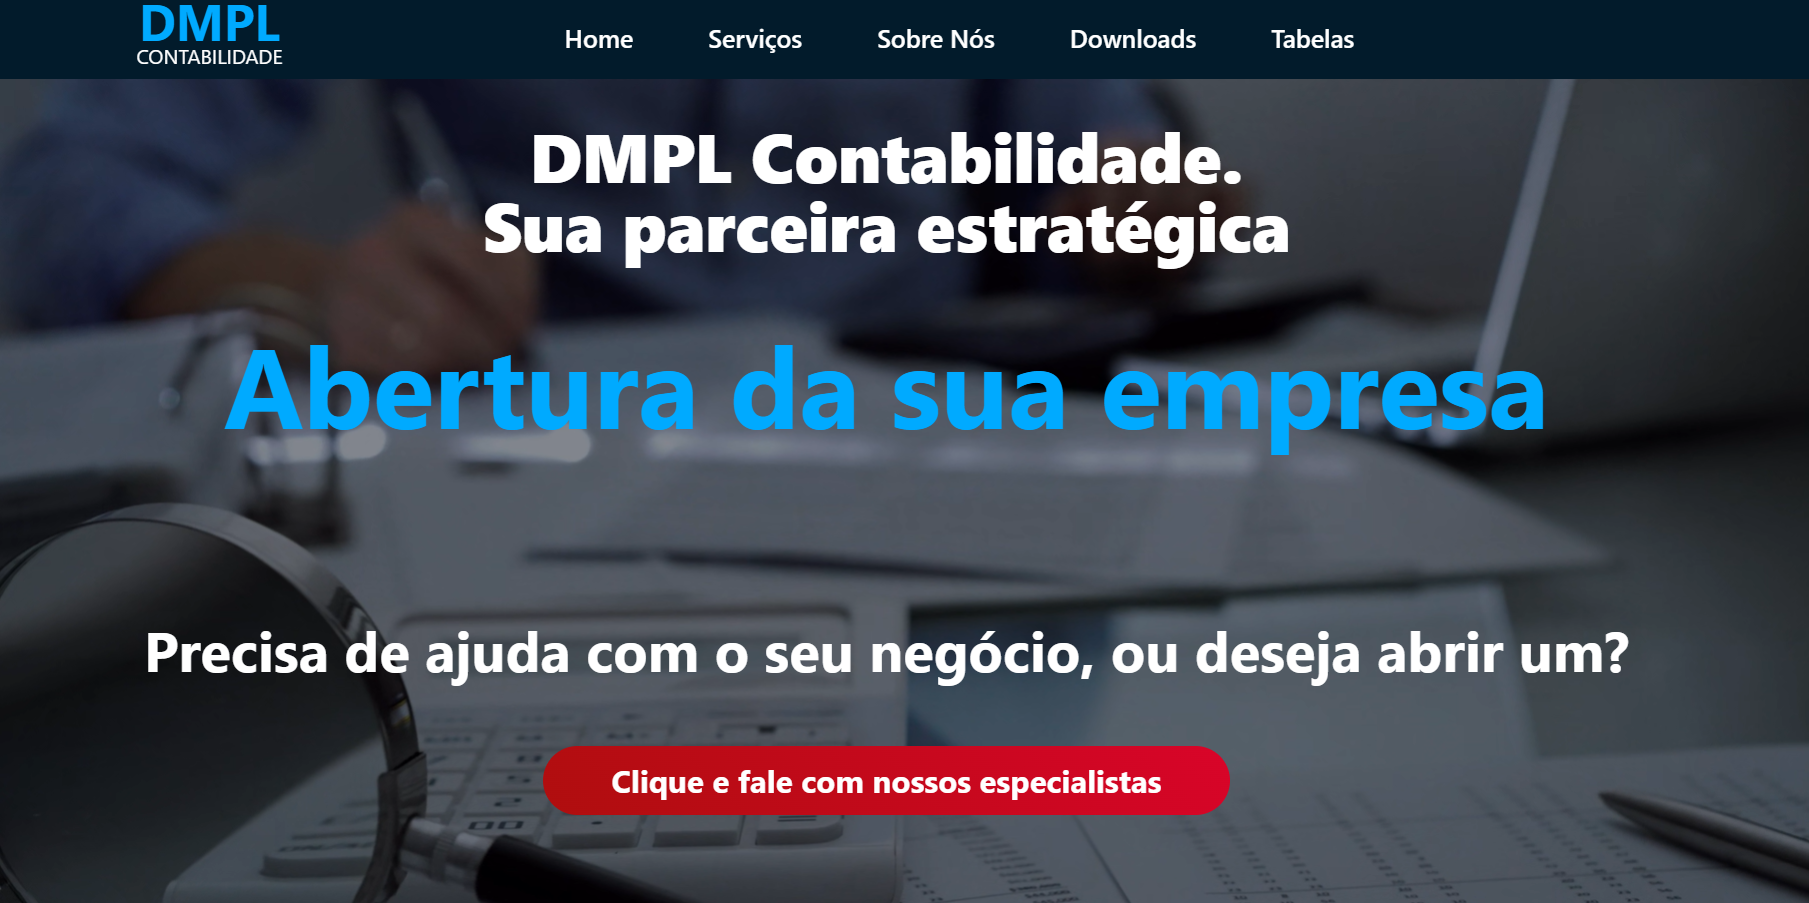 DMPL
CONTABILIDADE
Home Serviços Sobre Nós Downloads Tabelas
DMPL Contabilidade.
Sua parceira estratégica
Abertura da sua empresa
Precisa de ajuda com o seu negócio, ou deseja abrir um?
Clique e fale com nossos especialistas
00